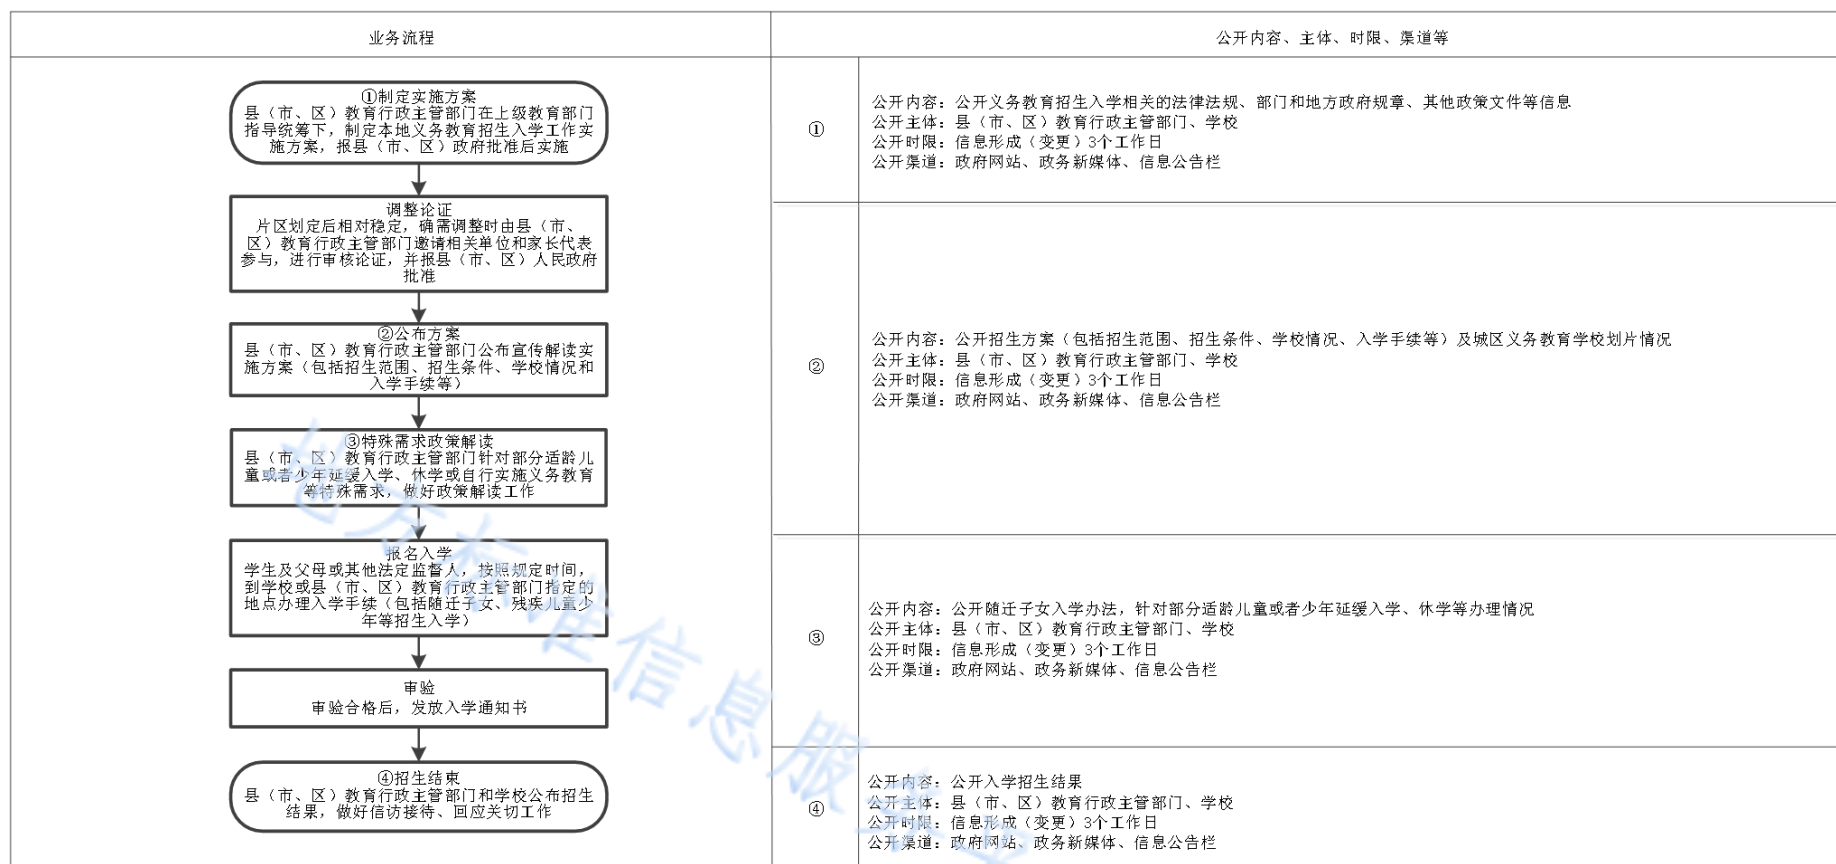 业务流程
公开内容、主体、时限、渠道等
①制定实施方案
县（市、区）教育行政主管部门在上级教育部门
指导统筹下，制定本地义务教育招生入学工作实
施方案，报县（市、区）政府批准后实施
调整论证
片区划定后相对稳定，确需调整时由县（市、
区）教育行政主管部门邀请相关单位和家长代表
参与，进行审核论证，并报县（市、区）人民政府
批准
②公布方案
县（市、区）教育行政主管部门公布宣传解读实
施方案（包括招生范围、招生条件、学校情况和
入学手续等）
③特殊需求政策解读
县（市、区）教育行政主管部门针对部分适龄儿
童或者少年延缓入学、休学或自行实施义务教育
等特殊需求，做好政策解读工作
报名入学
学生及父母或其他法定监督人，按照规定时间，
到学校或县（市、区）教育行政主管部门指定的
地点办理入学手续（包括随迁子女、残疾儿童少
年等招生入学）
审验
审验合格后，发放入学通知书
④招生结束
县（市、区）教育行政主管部门和学校公布招生
结果，做好信访接待、回应关切工作
①
公开内容：公开义务教育招生入学相关的法律法规、部门和地方政府规章、其他政策文件等信息
公开主体：县（市、区）教育行政主管部门、学校
公开时限：信息形成（变更）3个工作日
公开渠道：政府网站、政务新媒体、信息公告栏
②
公开内容：公开招生方案（包括招生范围、招生条件、学校情况、入学手续等）及城区义务教育学校划片情况
公开主体：县（市、区）教育行政主管部门、学校
公开时限：信息形成（变更）3个工作日
公开渠道：政府网站、政务新媒体、信息公告栏
③
公开内容：公开随迁子女入学办法，针对部分适龄儿童或者少年延缓入学、休学等办理情况
公开主体：县（市、区）教育行政主管部门、学校
公开时限：信息形成（变更）3个工作日
公开渠道：政府网站、政务新媒体、信息公告栏
④
公开内容：公开入学招生结果
公开主体：县（市、区）教育行政主管部门、学校
公开时限：信息形成（变更）3个工作日
公开渠道：政府网站、政务新媒体、信息公告栏
地方标准信息服务平